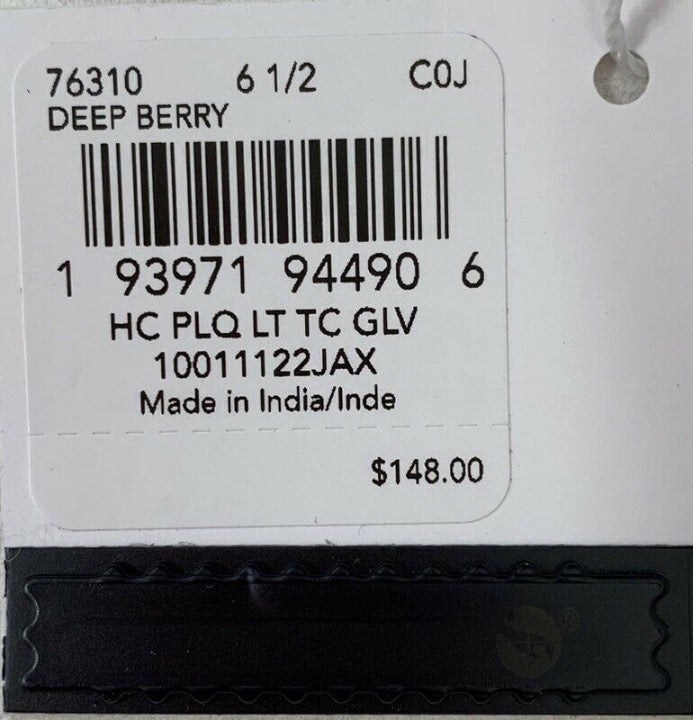 76310 6 1/2 C0J
DEEP BERRY
1 93971 94490 6
HC PLQ LT TC GLV
10011122JAX
Made in India/Inde
$148.00
®